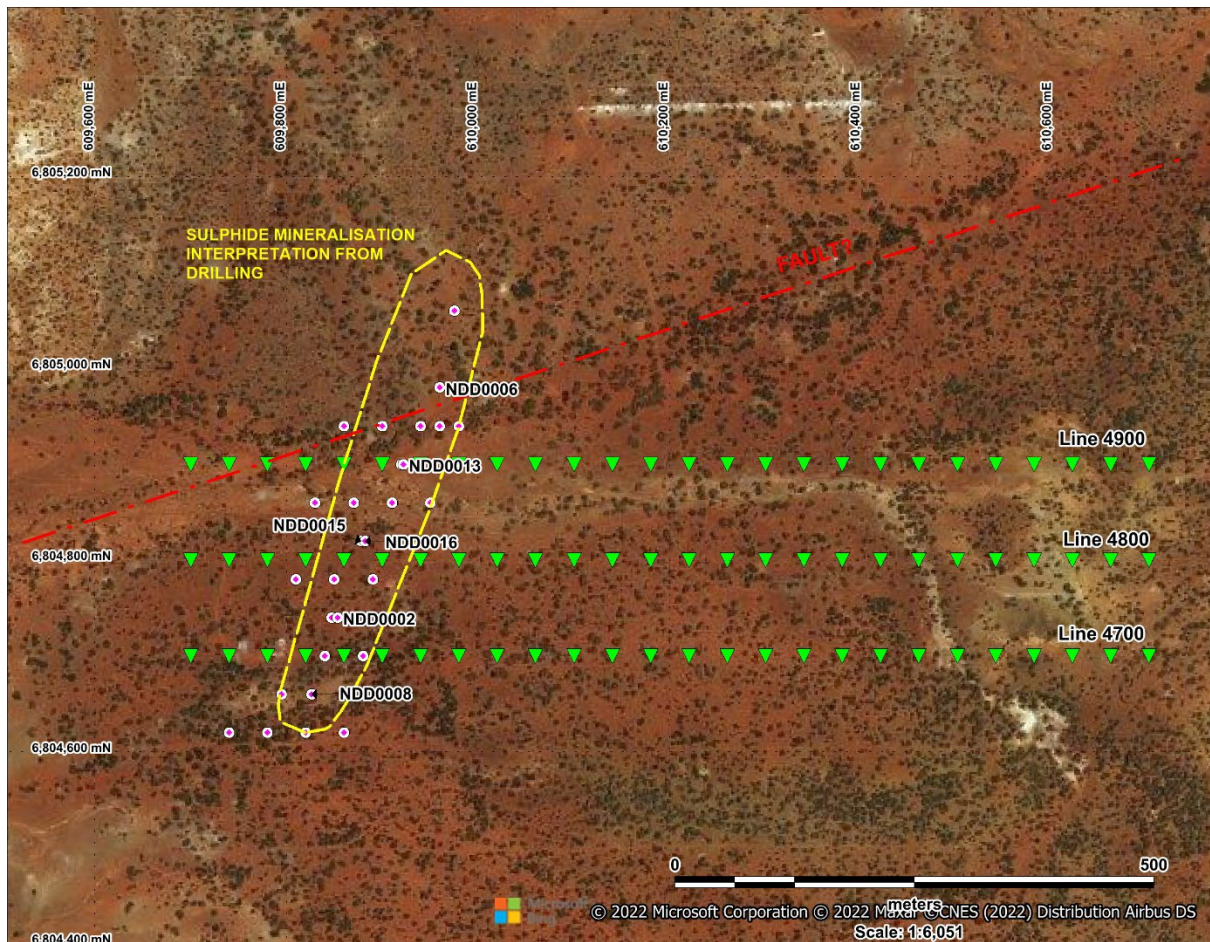 609,600 mE
609,800 mE
610,000 mE
610,200 mE
610,400 mE
610,600 mE
6,805,200 mN
SULPHIDE MINERALISATION
INTERPRETATION FROM
DRILLING
FAULT?
6,805,000 mN
NDD0006
Line 4900
NDD0013
NDD0015
NDD0016
Line 4800
6,804,800 mN
NDD0002
Line 4700
NDD0008
6,804,600 mN
0
500
meters
Microsoft
Bing
© 2022 Microsoft Corporation © 2022 Maxar ©CNES (2022) Distribution Airbus DS
Scale: 1:6,051
6,804,400 mN